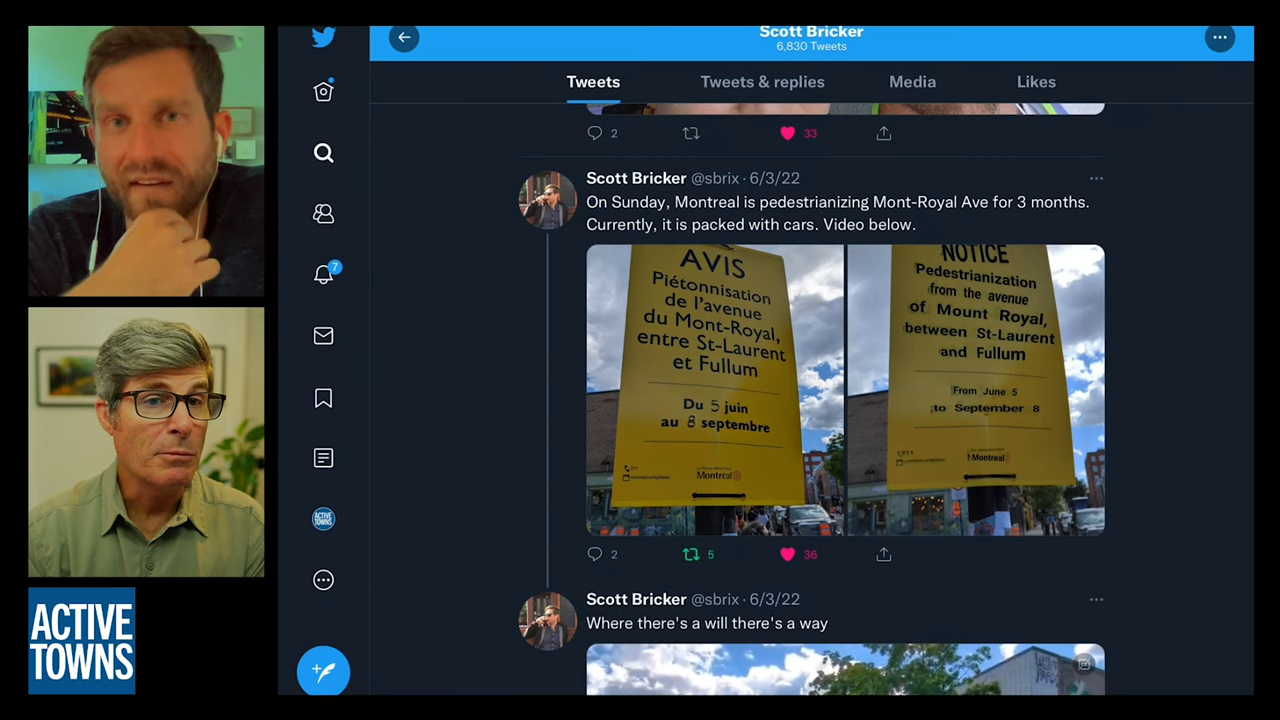 Scott Bricker
6,830 Tweets
Tweets
Tweets & replies
Media
Likes
2
33
Scott Bricker @sbrix · 6/3/22
On Sunday, Montreal is pedestrianizing Mont-Royal Ave for 3 months.
Currently, it is packed with cars. Video below.
AVIS
Piétonnisation
de l'avenue
du Mont-Royal,
entre St-Laurent
et Fullum
Du 5 juin
au 8 septembre
Montréal
NOTICE
Pedestrianization
from the avenue
of Mount Royal,
between St-Laurent
and Fullum
From June 5
to September 8
Montreal
2
5
36
Scott Bricker @sbrix · 6/3/22
Where there's a will there's a way
7
ACTIVE
TOWNS
ACTIVE
TOWNS